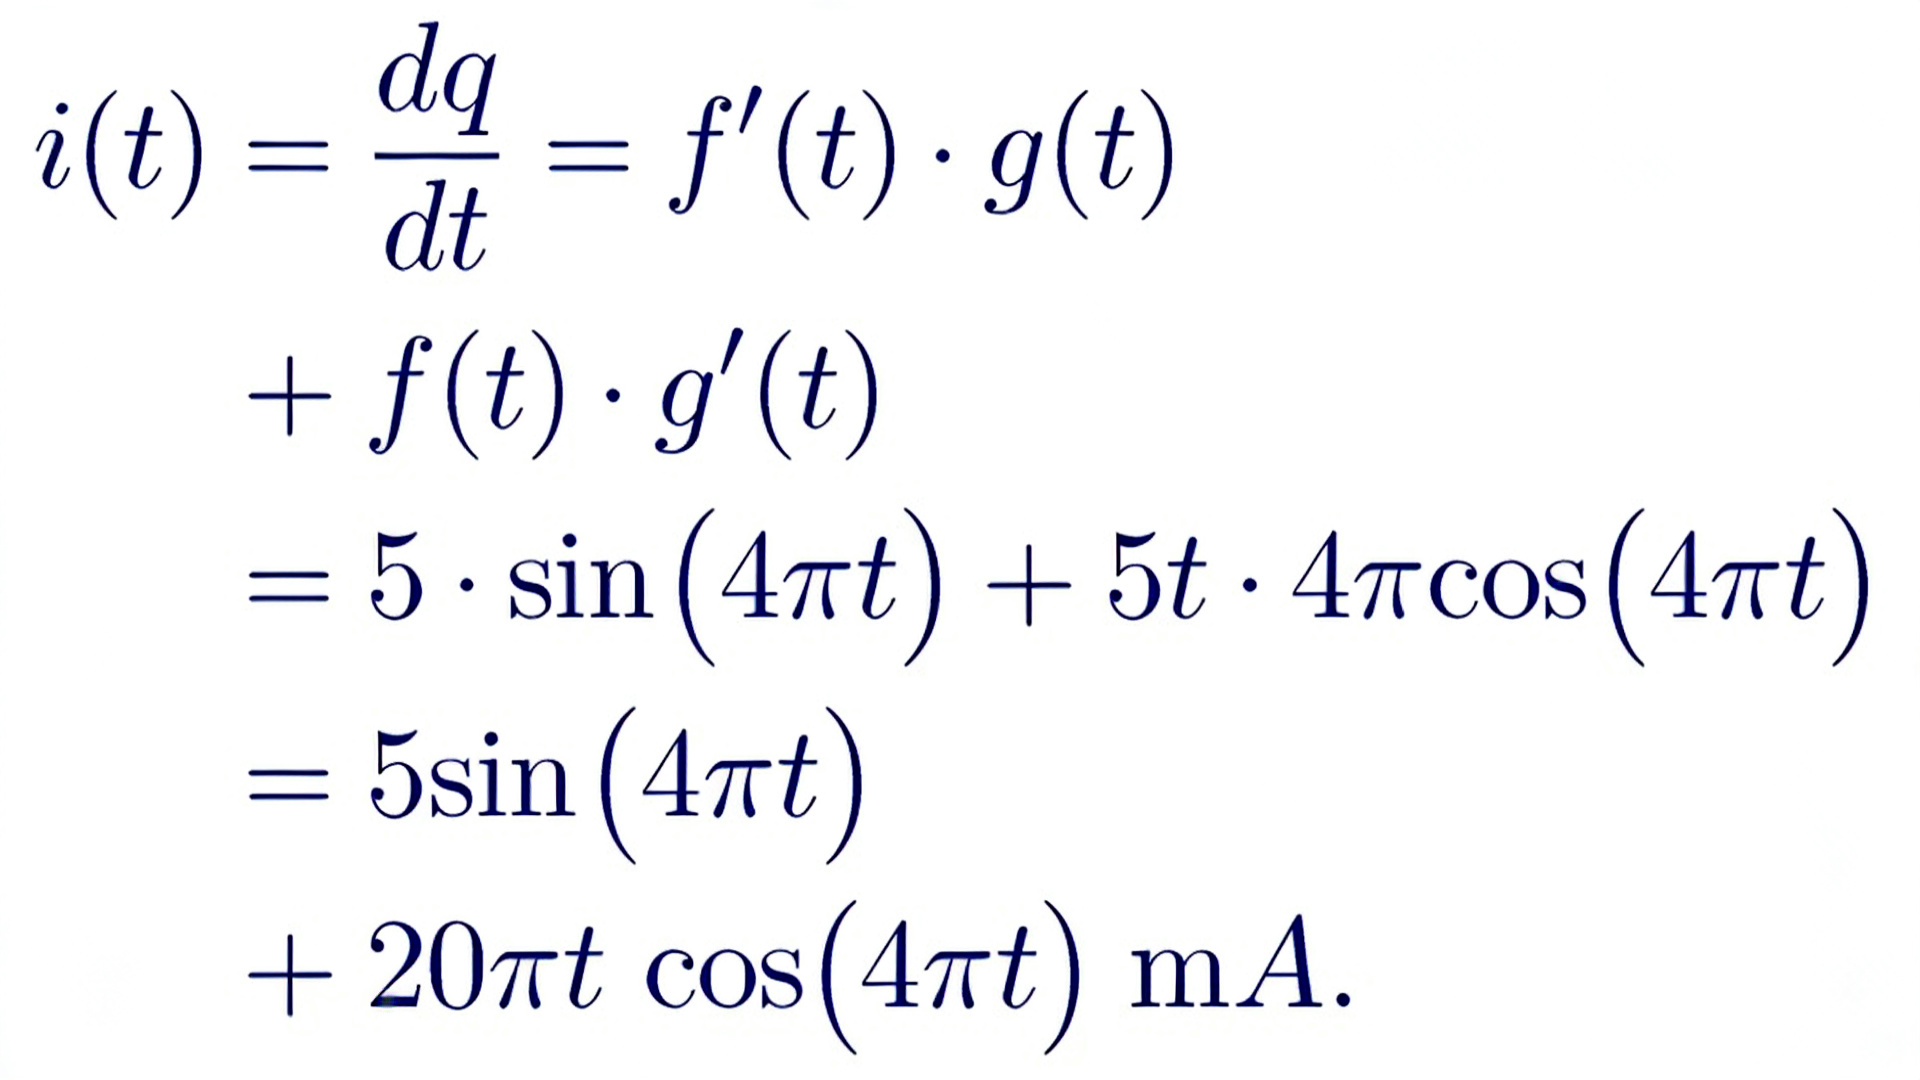 i(t) = dq/dt = f′(t) · g(t)
+ f(t) · g′(t)
= 5 · sin(4πt) + 5t · 4πcos(4πt)
= 5sin(4πt)
+ 20πt cos(4πt) mA.